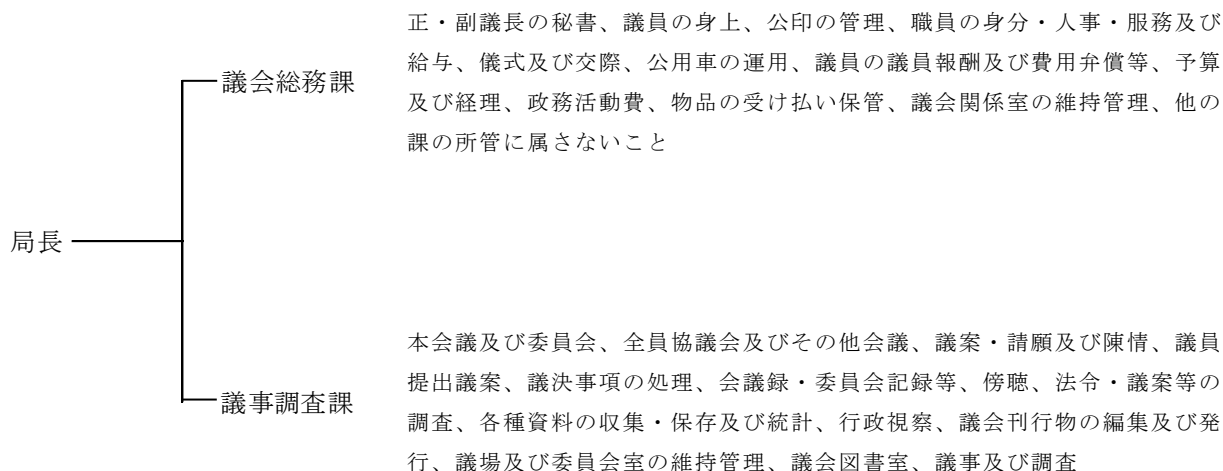 正・副議長の秘書、議員の身上、公印の管理、職員の身分・人事・服務及び
給与、儀式及び交際、公用車の運用、議員の議員報酬及び費用弁償等、予算
及び経理、政務活動費、物品の受け払い保管、議会関係室の維持管理、他の
課の所管に属さないこと
議会総務課
局長
本会議及び委員会、全員協議会及びその他会議、議案・請願及び陳情、議員
提出議案、議決事項の処理、会議録・委員会記録等、傍聴、法令・議案等の
調査、各種資料の収集・保存及び統計、行政視察、議会刊行物の編集及び発
行、議場及び委員会室の維持管理、議会図書室、議事及び調査
議事調査課